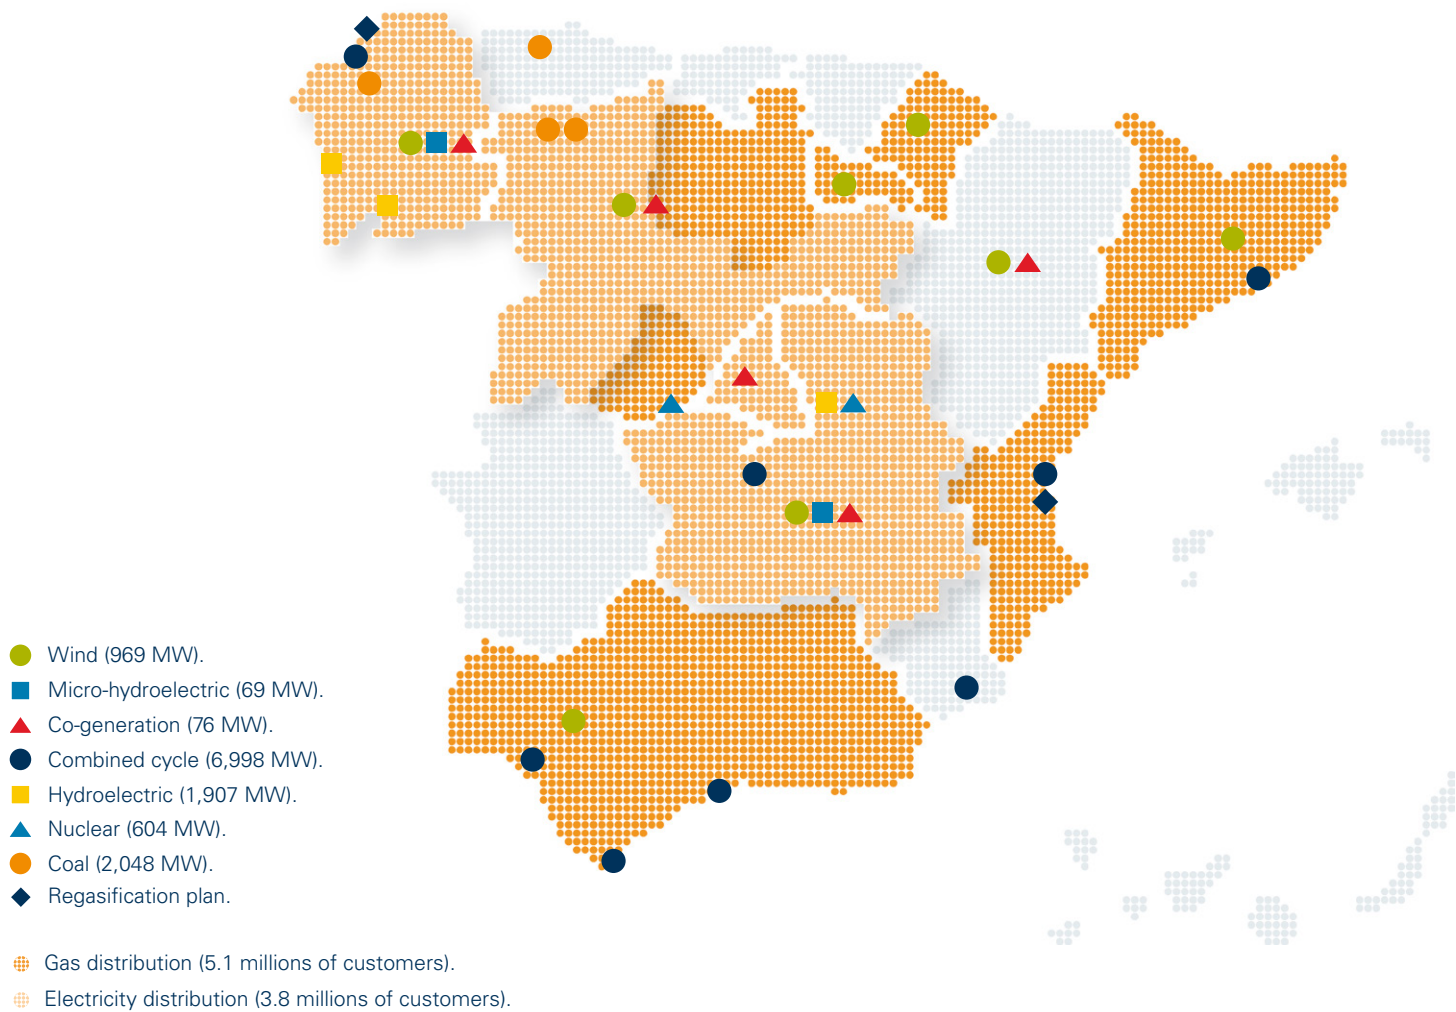 Wind (969 MW).
Micro-hydroelectric (69 MW).
Co-generation (76 MW).
Combined cycle (6,998 MW).
Hydroelectric (1,907 MW).
Nuclear (604 MW).
Coal (2,048 MW).
Regasification plan.
Gas distribution (5.1 millions of customers).
Electricity distribution (3.8 millions of customers).